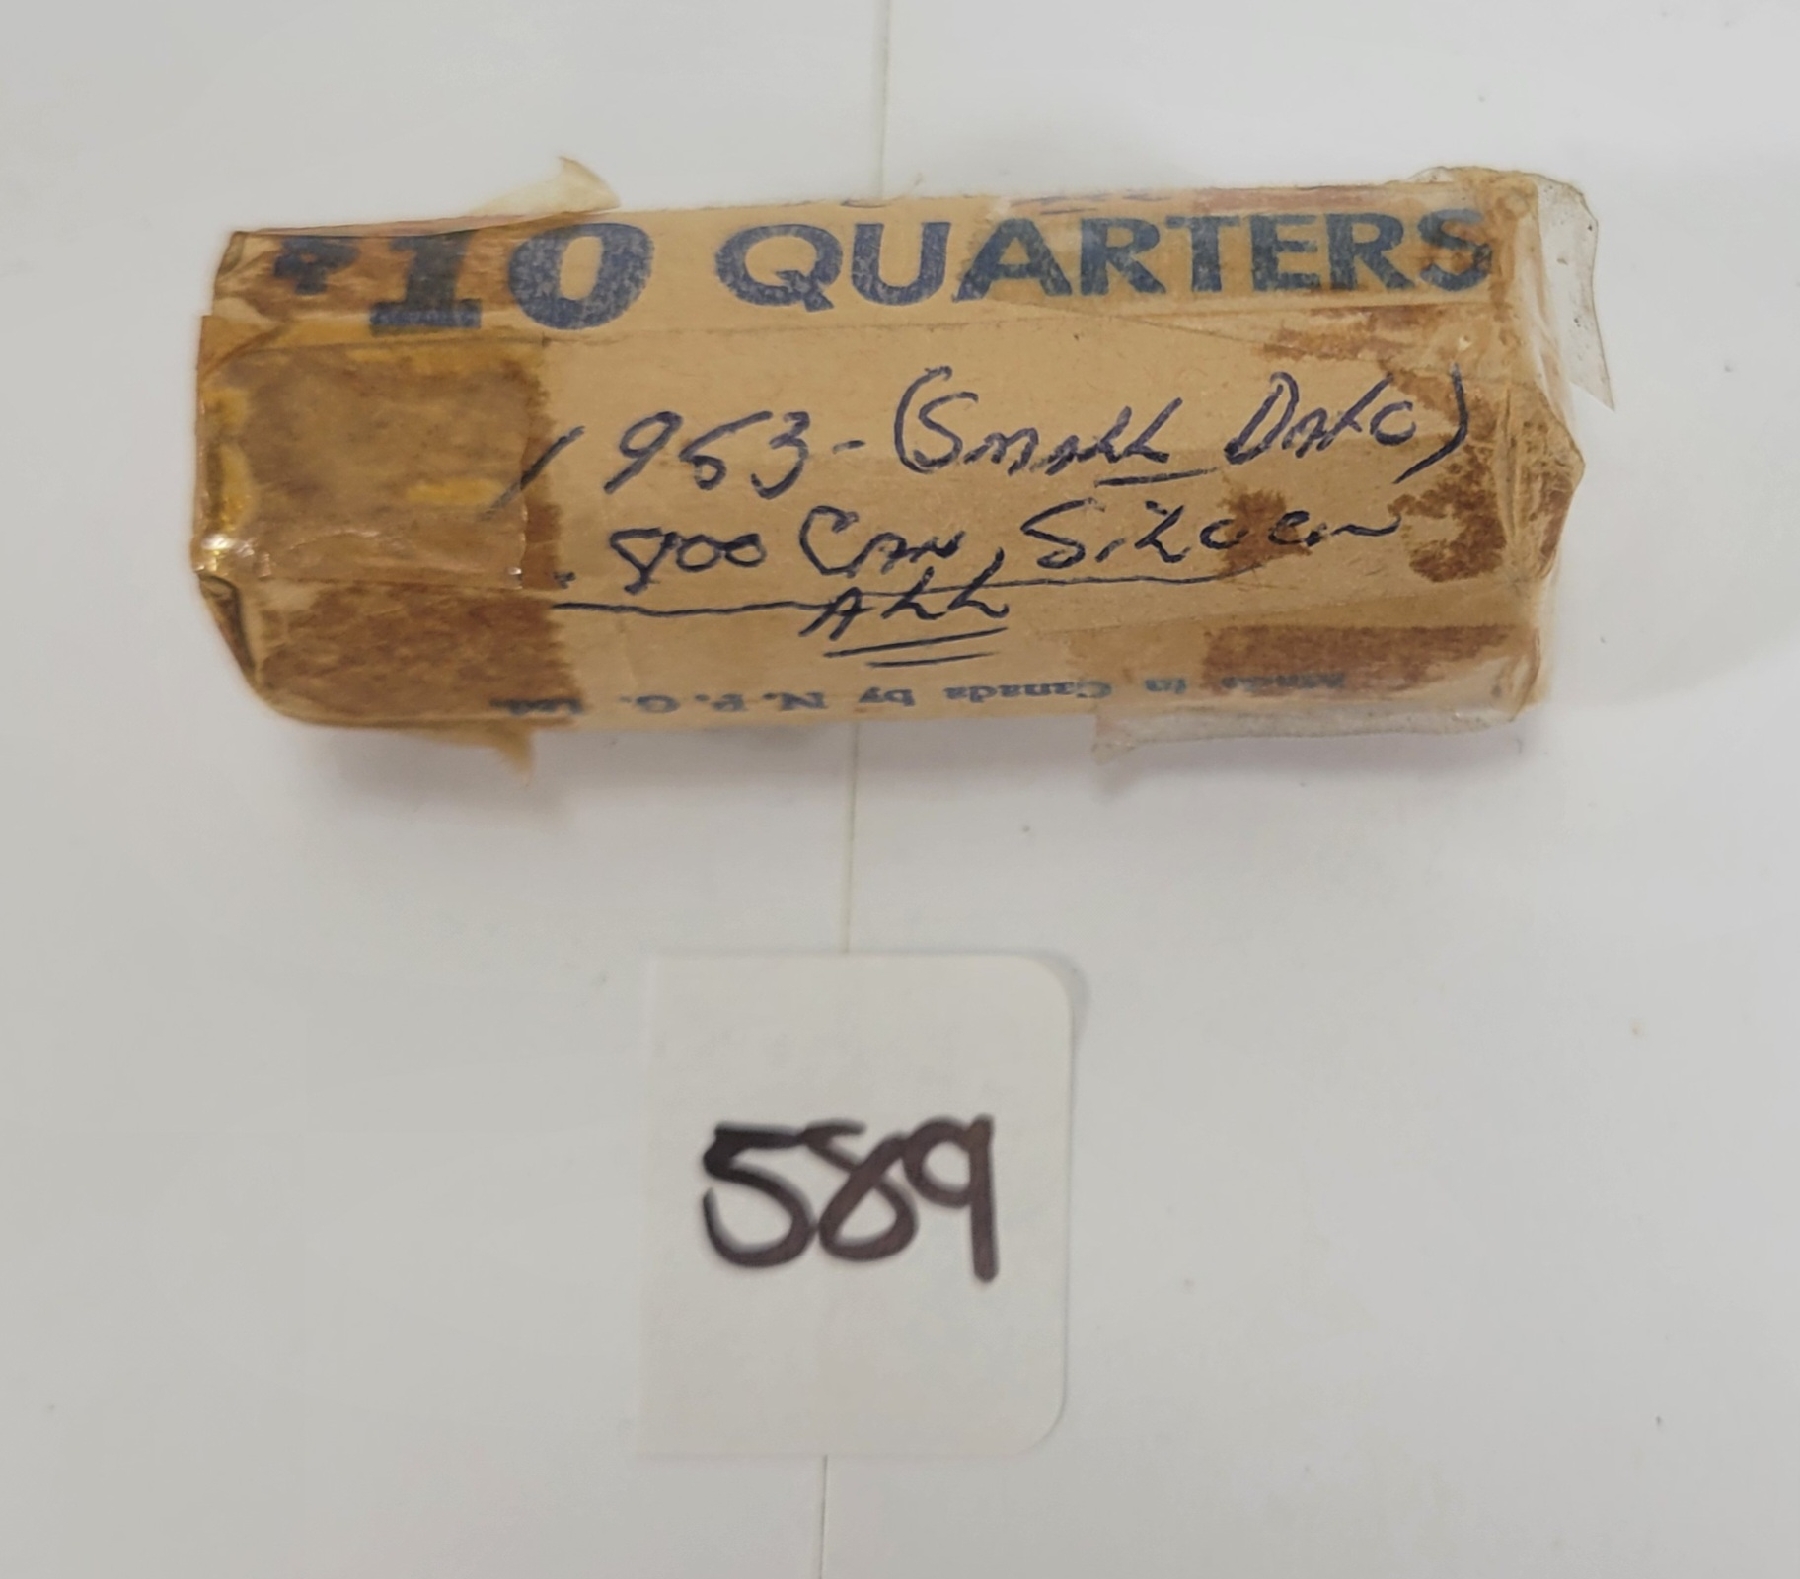 $10 QUARTERS
1953-(Small Date)
.800 Can. Silver
All
Made in Canada by N. P. G. Ltd.
589